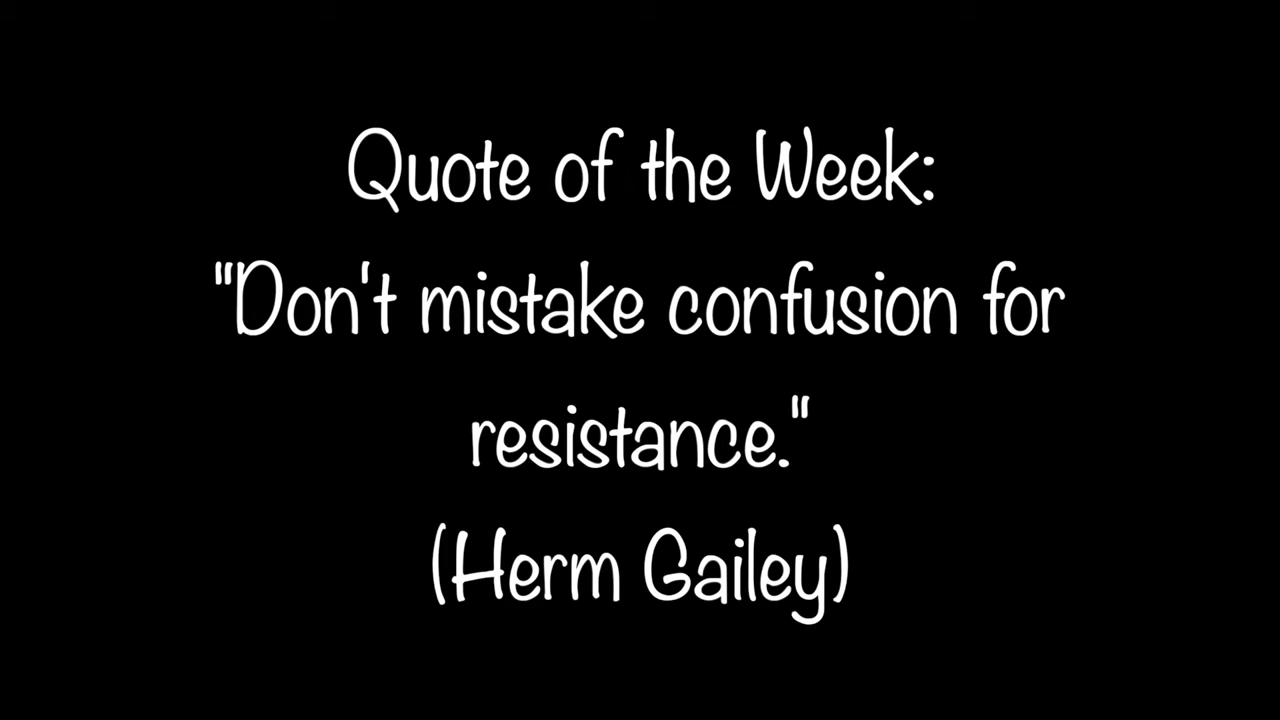 Quote of the Week:
"Don't mistake confusion for
resistance."
(Herm Gailey)